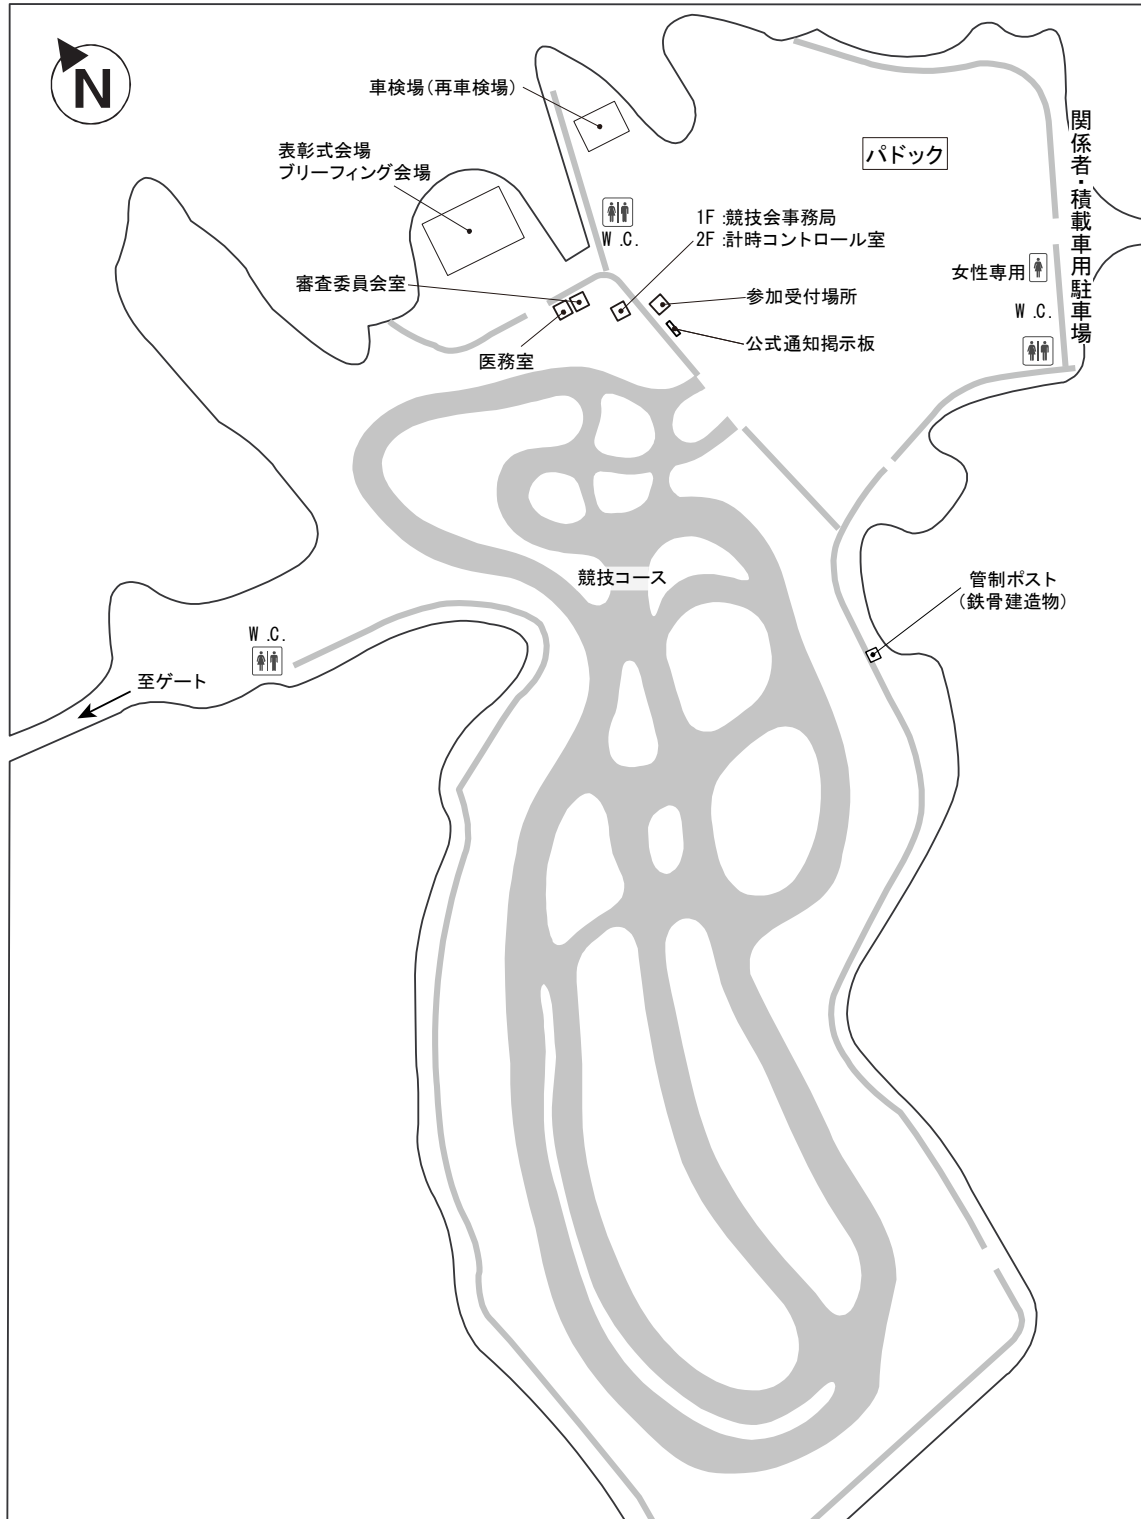 N
車検場(再車検場)
表彰式会場
ブリーフィング会場
パドック
関係者・積載車用駐車場
W.C.
1F:競技会事務局
2F:計時コントロール室
審査委員会室
女性専用
参加受付場所
W.C.
公式通知掲示板
医務室
競技コース
管制ポスト
(鉄骨建造物)
W.C.
至ゲート